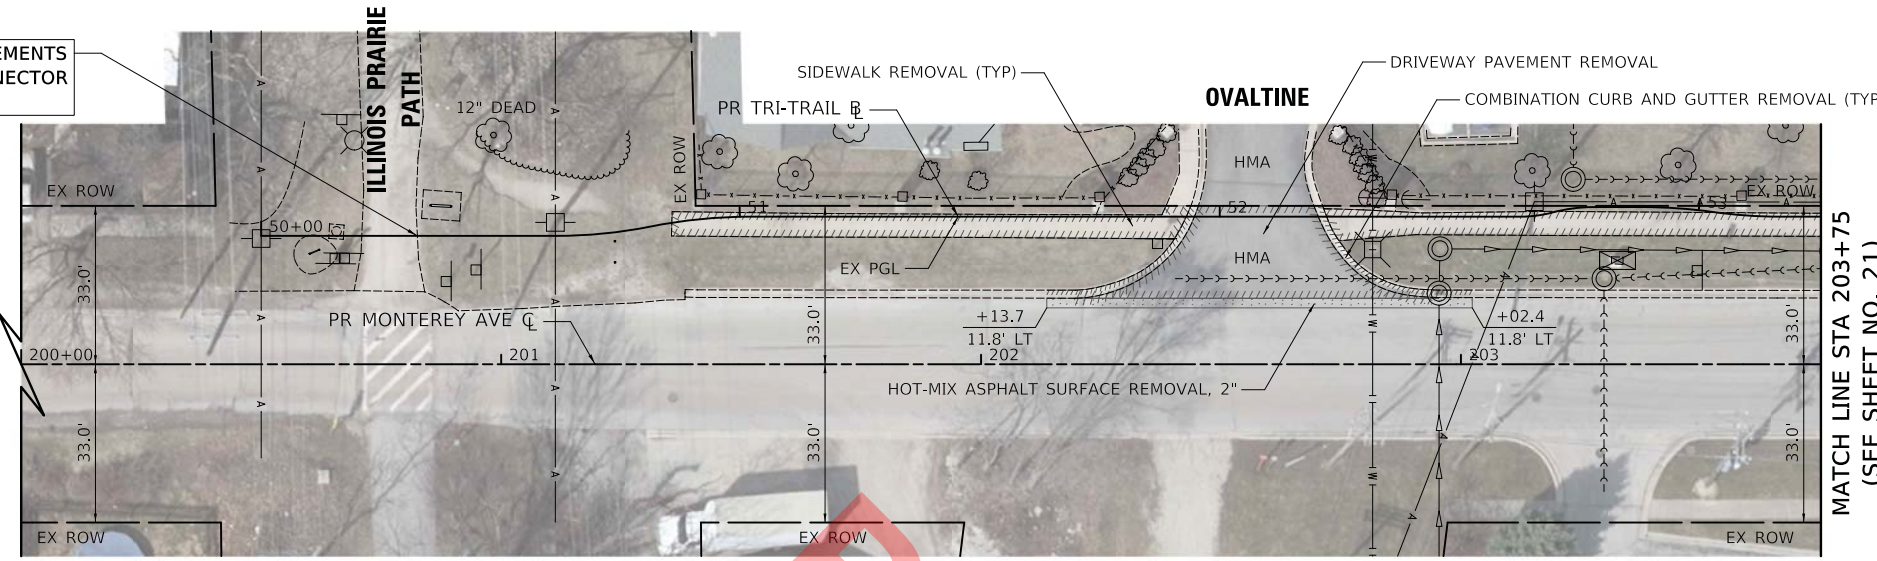 EMENTS
NECTOR
ILLINOIS PRAIRIE
PATH
12" DEAD
SIDEWALK REMOVAL (TYP)
PR TRI-TRAIL BL
OVALTINE
DRIVEWAY PAVEMENT REMOVAL
COMBINATION CURB AND GUTTER REMOVAL (TYP
HMA
EX ROW
EX ROW
EX ROW
50+00
51
52
53
EX PGL
HMA
33.0'
33.0'
33.0'
PR MONTEREY AVE CL
+13.7
11.8' LT
+02.4
11.8' LT
200+00
201
202
203
HOT-MIX ASPHALT SURFACE REMOVAL, 2"
33.0'
33.0'
33.0'
EX ROW
EX ROW
EX ROW
MATCH LINE STA 203+75
(SEE SHEET NO. 21)